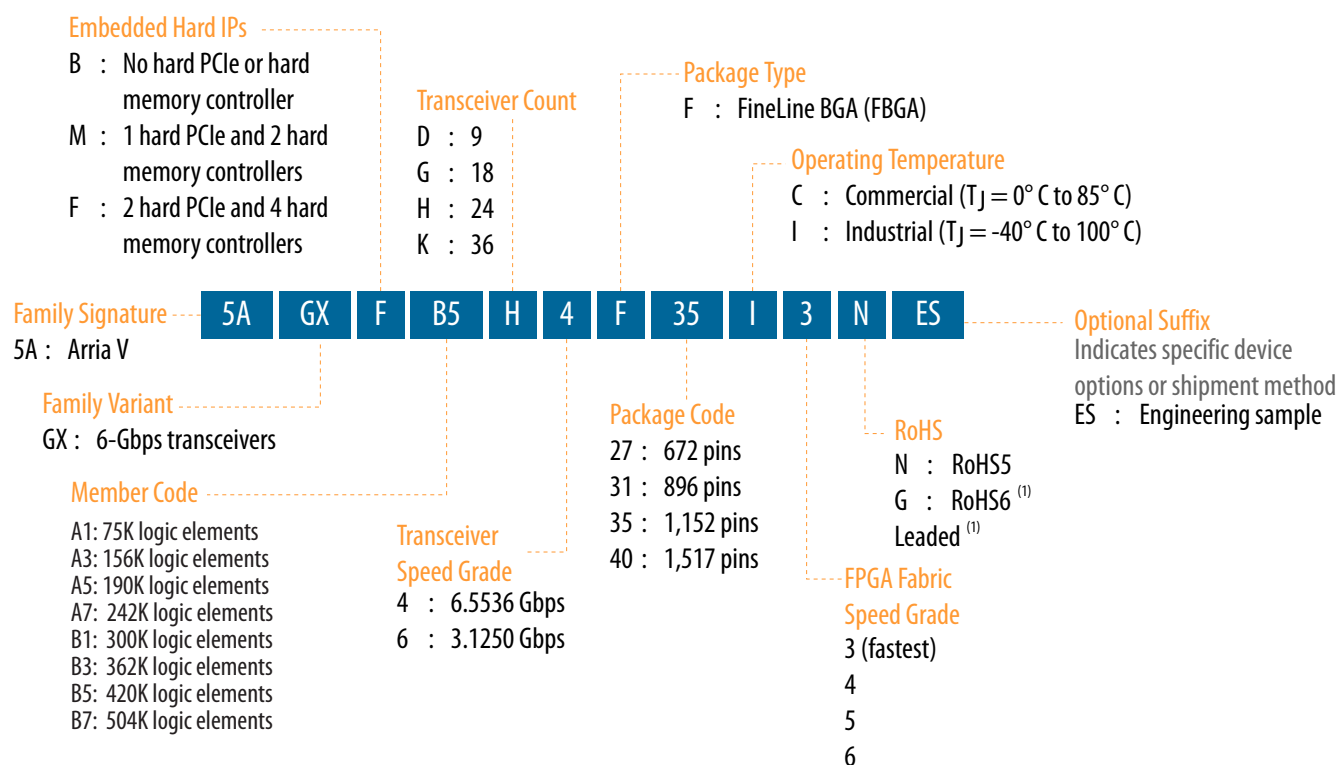 Embedded Hard IPs
B : No hard PCIe or hard
memory controller
M : 1 hard PCIe and 2 hard
memory controllers
F : 2 hard PCIe and 4 hard
memory controllers
Transceiver Count
D : 9
G : 18
H : 24
K : 36
Package Type
F : FineLine BGA (FBGA)
Operating Temperature
C : Commercial (TJ = 0° C to 85° C)
I : Industrial (TJ = -40° C to 100° C)
Family Signature
5A : Arria V
5A GX F B5 H 4 F 35 I 3 N ES
Optional Suffix
Indicates specific device
options or shipment method
ES : Engineering sample
Family Variant
GX : 6-Gbps transceivers
Member Code
A1: 75K logic elements
A3: 156K logic elements
A5: 190K logic elements
A7: 242K logic elements
B1: 300K logic elements
B3: 362K logic elements
B5: 420K logic elements
B7: 504K logic elements
Transceiver
Speed Grade
4 : 6.5536 Gbps
6 : 3.1250 Gbps
Package Code
27 : 672 pins
31 : 896 pins
35 : 1,152 pins
40 : 1,517 pins
RoHS
N : RoHS5
G : RoHS6 (1)
Leaded (1)
FPGA Fabric
Speed Grade
3 (fastest)
4
5
6